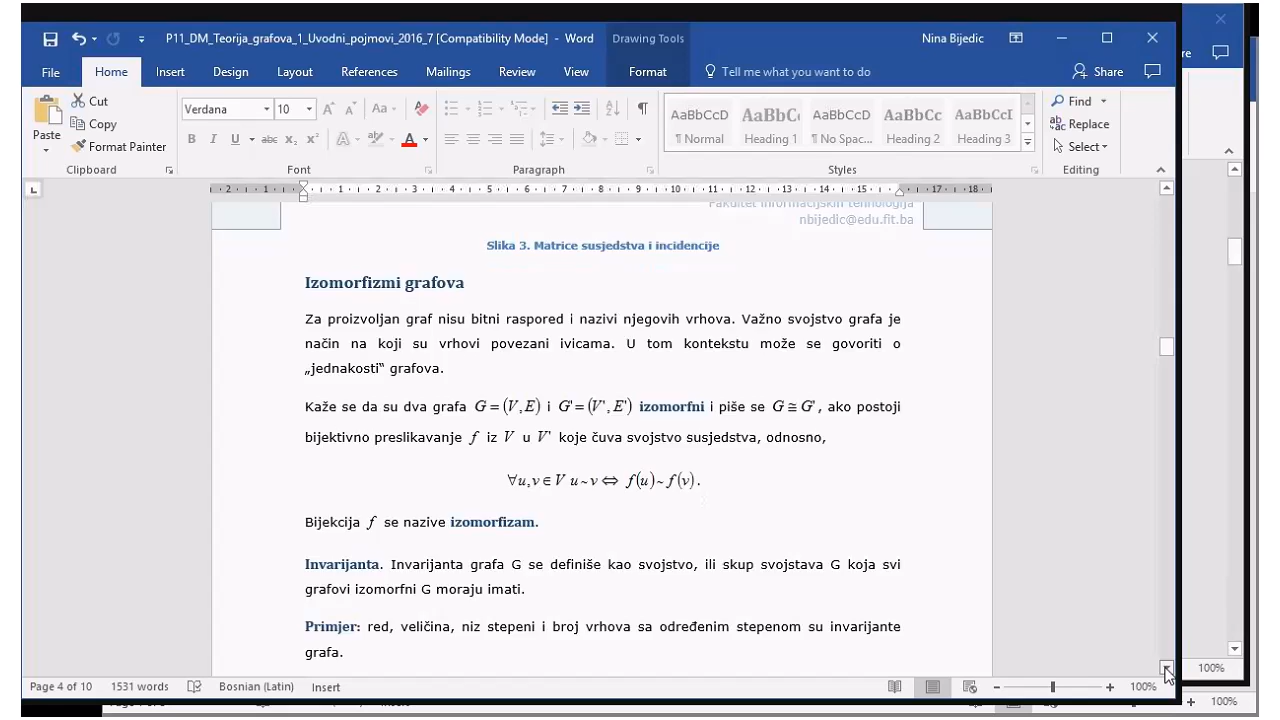 P11_DM_Teorija_grafova_1_Uvodni_pojmovi_2016_7 [Compatibility Mode] - Word
Drawing Tools
Nina Bijedic
File Home Insert Design Layout References Mailings Review View Format Tell me what you want to do Share
Cut
Copy
Format Painter
Paste
Clipboard
Verdana 10
Font
Paragraph
AaBbCcD AaBbC AaBbCcD AaBbCc AaBbCcI
¶ Normal Heading 1 ¶ No Spac... Heading 2 Heading 3
Styles
Find
Replace
Select
Editing
Fakultet informacijskih tehnologija
nbijedic@edu.fit.ba
Slika 3. Matrice susjedstva i incidencije
Izomorfizmi grafova
Za proizvoljan graf nisu bitni raspored i nazivi njegovih vrhova. Važno svojstvo grafa je
način na koji su vrhovi povezani ivicama. U tom kontekstu može se govoriti o
„jednakosti“ grafova.
Kaže se da su dva grafa G=(V,E) i G'=(V',E') izomorfni i piše se G≅G', ako postoji
bijektivno preslikavanje f iz V u V' koje čuva svojstvo susjedstva, odnosno,
∀u,v∈V u~v⇔ f(u)~f(v).
Bijekcija f se nazive izomorfizam.
Invarijanta. Invarijanta grafa G se definiše kao svojstvo, ili skup svojstava G koja svi
grafovi izomorfni G moraju imati.
Primjer: red, veličina, niz stepeni i broj vrhova sa određenim stepenom su invarijante
grafa.
Page 4 of 10 1531 words Bosnian (Latin) Insert 100%
100%
100%